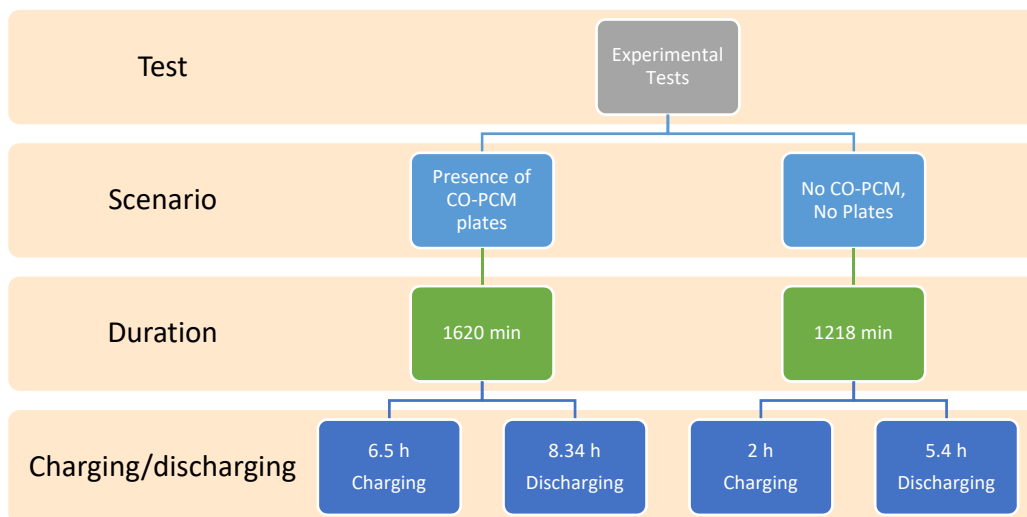 Test
Experimental
Tests
Scenario
Presence of
CO-PCM
plates
No CO-PCM,
No Plates
Duration
1620 min
1218 min
Charging/discharging
6.5 h
Charging
8.34 h
Discharging
2 h
Charging
5.4 h
Discharging